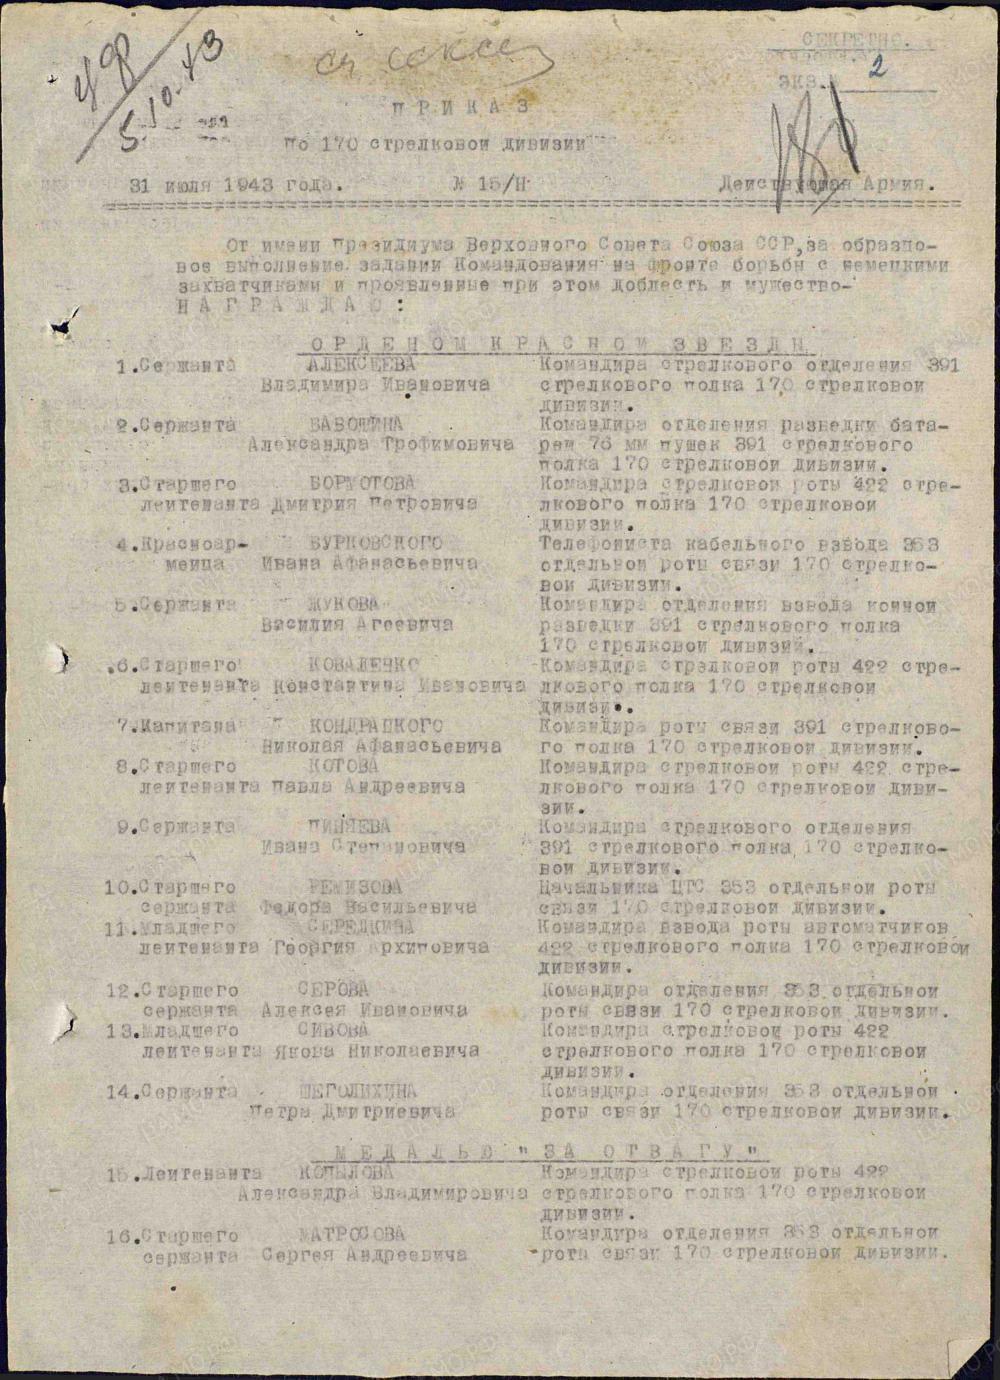 СЕКРЕТНО.
ЭКЗ. 2
498
5.10.43
ПРИКАЗ
по 170 стрелковой дивизии
31 июля 1943 года. № 15/Н Действующая Армия.
От имени Президиума Верховного Совета Союза ССР, за образцо-
вое выполнение заданий Командования на фронте борьбы с немецкими
захватчиками и проявленные при этом доблесть и мужество-
НАГРАЖДАЮ:
ОРДЕНОМ КРАСНОЙ ЗВЕЗДЫ
1.Сержанта АЛЕКСЕЕВА Командира стрелкового отделения 391
Владимира Ивановича стрелкового полка 170 стрелковой
дивизии.
2.Сержанта ВАВОШИНА Командира отделения разведки бата-
Александра Трофимовича реи 76 мм пушек 391 стрелкового
полка 170 стрелковой дивизии.
3.Старшего БОРМОТОВА Командира стрелковой роты 422 стре-
лейтенанта Дмитрия Петровича лкового полка 170 стрелковой
дивизии.
4.Красноар- БУРКОВСКОГО Телефониста кабельного взвода 353
мейца Ивана Афанасьевича отдельной роты связи 170 стрелко-
вой дивизии.
5.Сержанта ЖУКОВА Командира отделения взвода конной
Василия Агеевича разведки 391 стрелкового полка
170 стрелковой дивизии.
6.Старшего КОВАЛЕНКО Командира стрелковой роты 422 стре-
лейтенанта Константина Ивановича лкового полка 170 стрелковой
дивизии.
7.Капитана КОНДРАЦКОГО Командира роты связи 391 стрелково-
Николая Афанасьевича го полка 170 стрелковой дивизии.
8.Старшего КОТОВА Командира стрелковой роты 422 стре-
лейтенанта Павла Андреевича лкового полка 170 стрелковой диви-
зии.
9.Сержанта ПИНЯЕВА Командира стрелкового отделения
Ивана Степановича 391 стрелкового полка 170 стрелко-
вой дивизии.
10.Старшего РЕМИЗОВА Начальника ЦТС 353 отдельной роты
сержанта Федора Васильевича связи 170 стрелковой дивизии.
11.Младшего СЕРЕДКИНА Командира взвода роты автоматчиков
лейтенанта Георгия Архиповича 422 стрелкового полка 170 стрелковой
дивизии.
12.Старшего СЕРОВА Командира отделения 353 отдельной
сержанта Алексея Ивановича роты связи 170 стрелковой дивизии.
13.Младшего СИВОВА Командира стрелковой роты 422
лейтенанта Якова Николаевича стрелкового полка 170 стрелковой
дивизии.
14.Сержанта ЩЕГОЛИХИНА Командира отделения 353 отдельной
Петра Дмитриевича роты связи 170 стрелковой дивизии.
МЕДАЛЬЮ "ЗА ОТВАГУ"
15.Лейтенанта КОПЫЛОВА Командира стрелковой роты 422
Александра Владимировича стрелкового полка 170 стрелковой
дивизии.
16.Старшего МАТРОСОВА Командира отделения 353 отдельной
сержанта Сергея Андреевича роты связи 170 стрелковой дивизии.